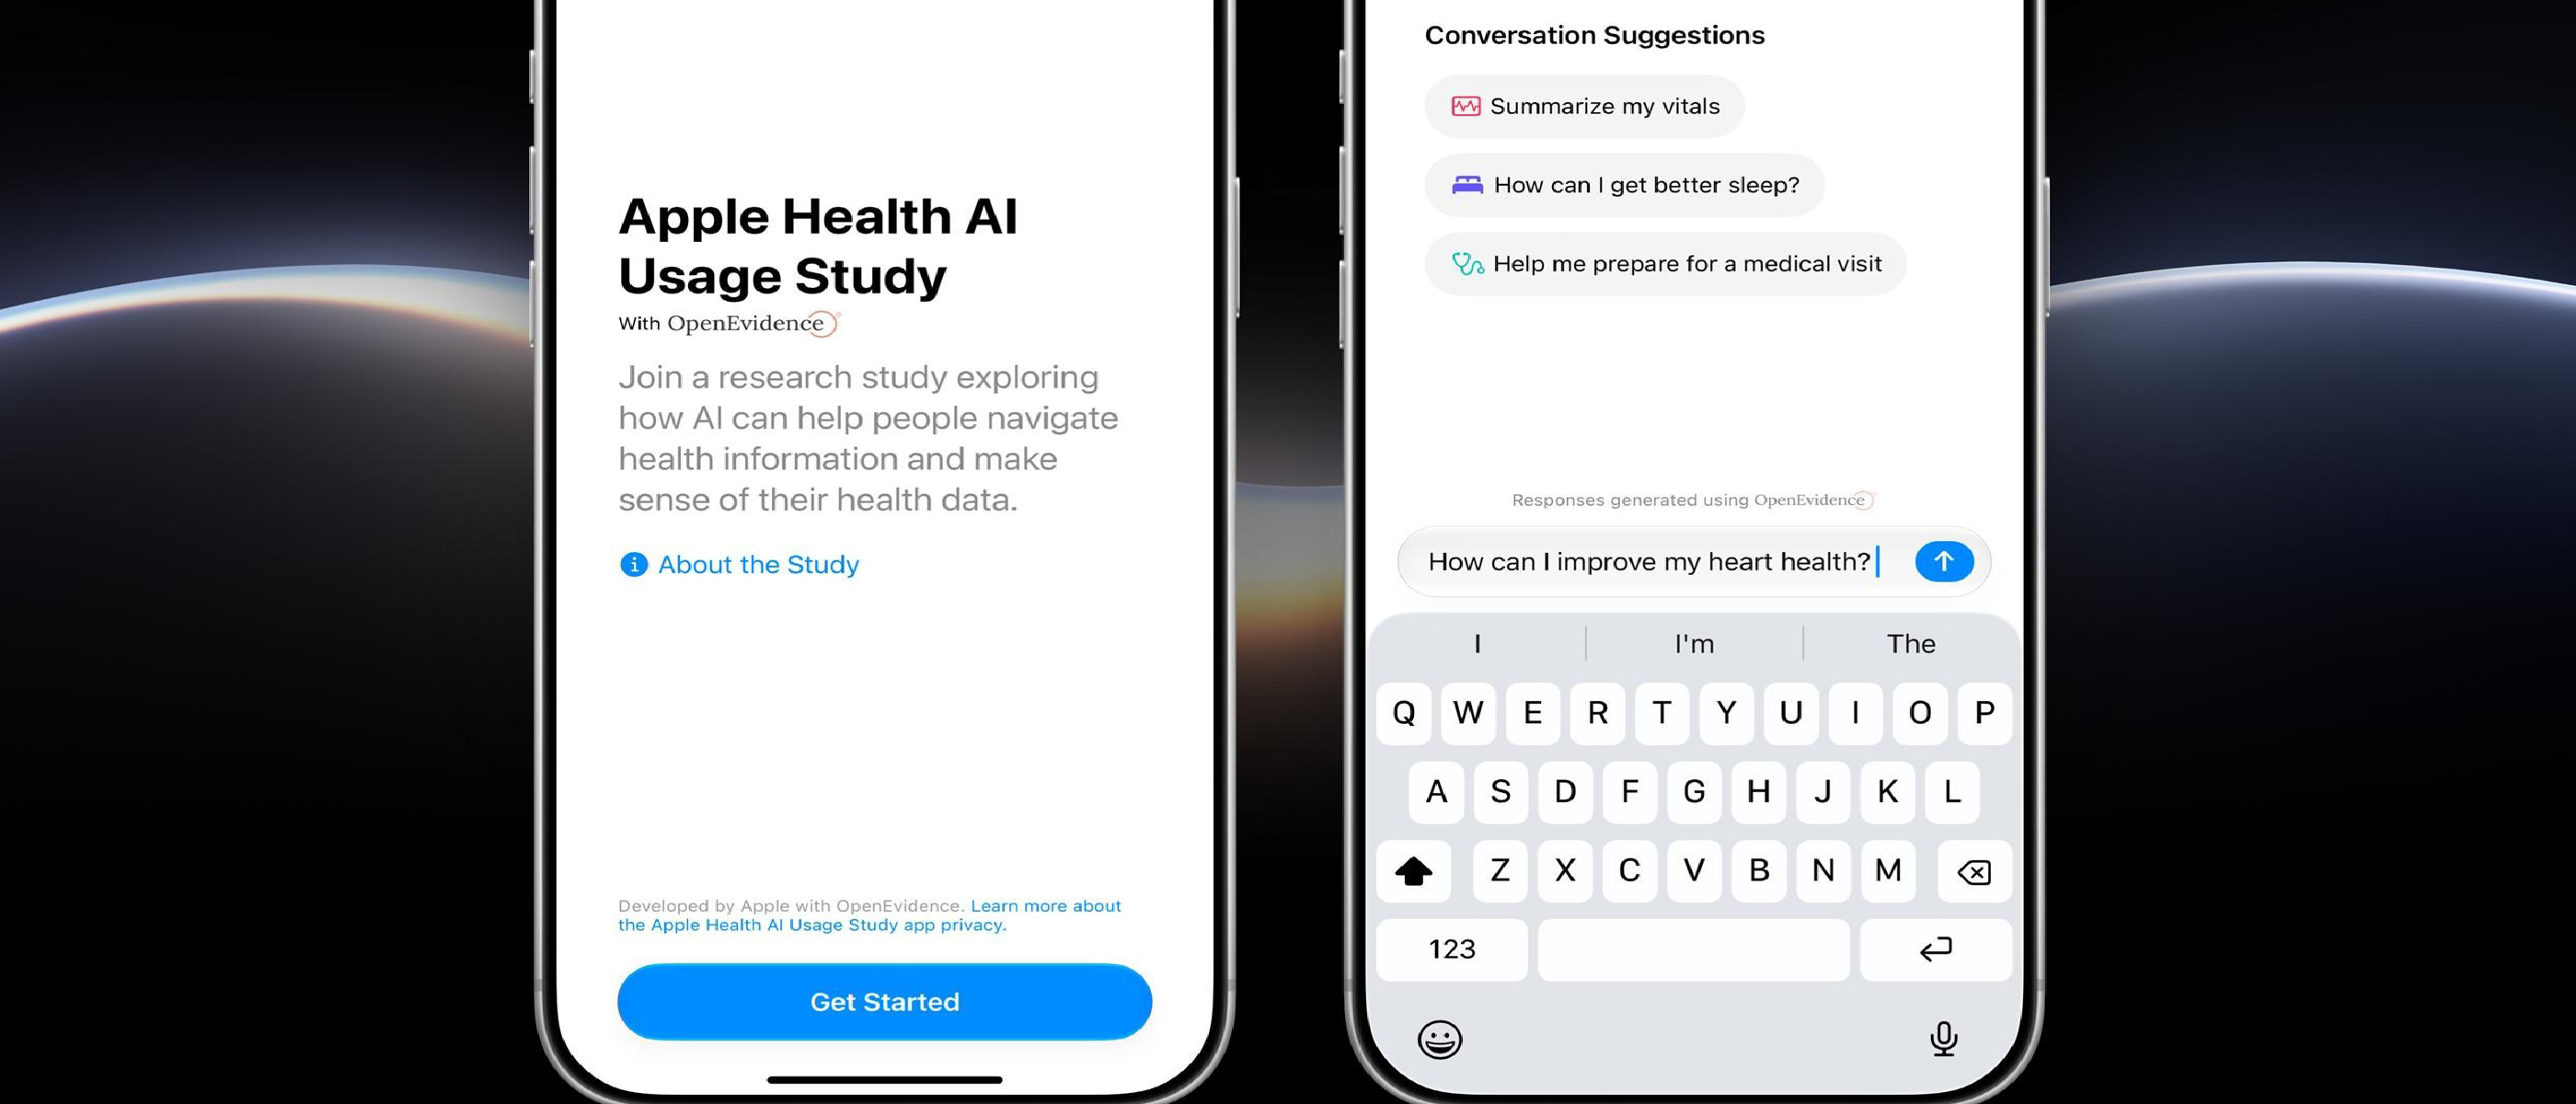 Apple Health AI
Usage Study
With OpenEvidence
Join a research study exploring
how AI can help people navigate
health information and make
sense of their health data.
About the Study
Developed by Apple with OpenEvidence. Learn more about
the Apple Health AI Usage Study app privacy.
Get Started
Conversation Suggestions
Summarize my vitals
How can I get better sleep?
Help me prepare for a medical visit
Responses generated using OpenEvidence
How can I improve my heart health?
I I'm The
Q W E R T Y U I O P
A S D F G H J K L
Z X C V B N M
123